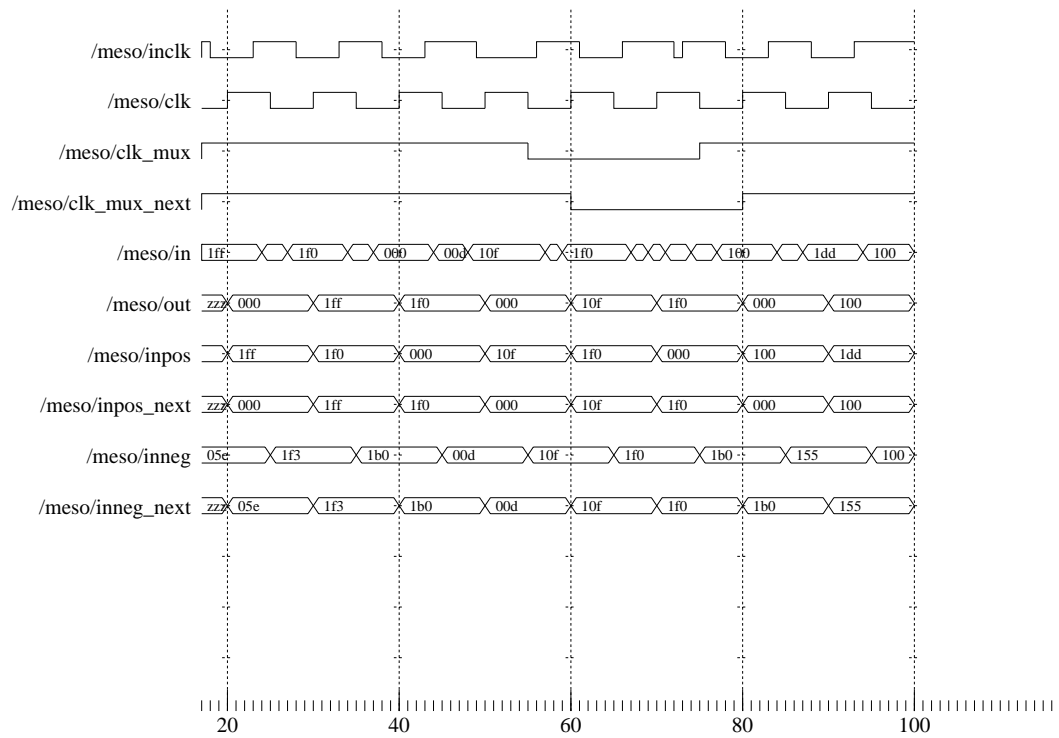 /meso/inclk
/meso/clk
/meso/clk_mux
/meso/clk_mux_next
/meso/in 1ff 1f0 00d 10f 1f0 1dd 100
/meso/out zzz 000 1ff 1f0 000 10f 1f0 000 100
/meso/inpos 1ff 1f0 000 10f 1f0 000 100 1dd
/meso/inpos_next zzz 000 1ff 1f0 000 10f 1f0 000 100
/meso/inneg 05e 1f3 1b0 00d 10f 1f0 1b0 155 100
/meso/inneg_next zzz 05e 1f3 1b0 00d 10f 1f0 1b0 155
20 40 60 80 100